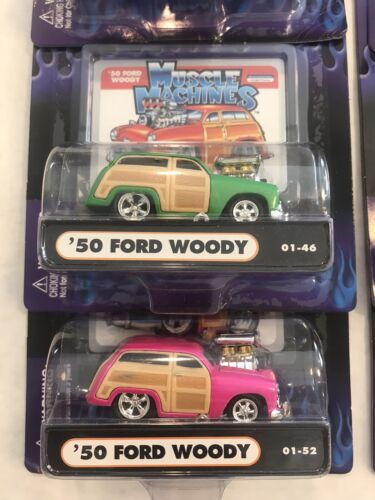 '50 FORD
WOODY
MUSCLE
MACHINES
'50 FORD WOODY
01-46
'50 FORD WOODY
01-52